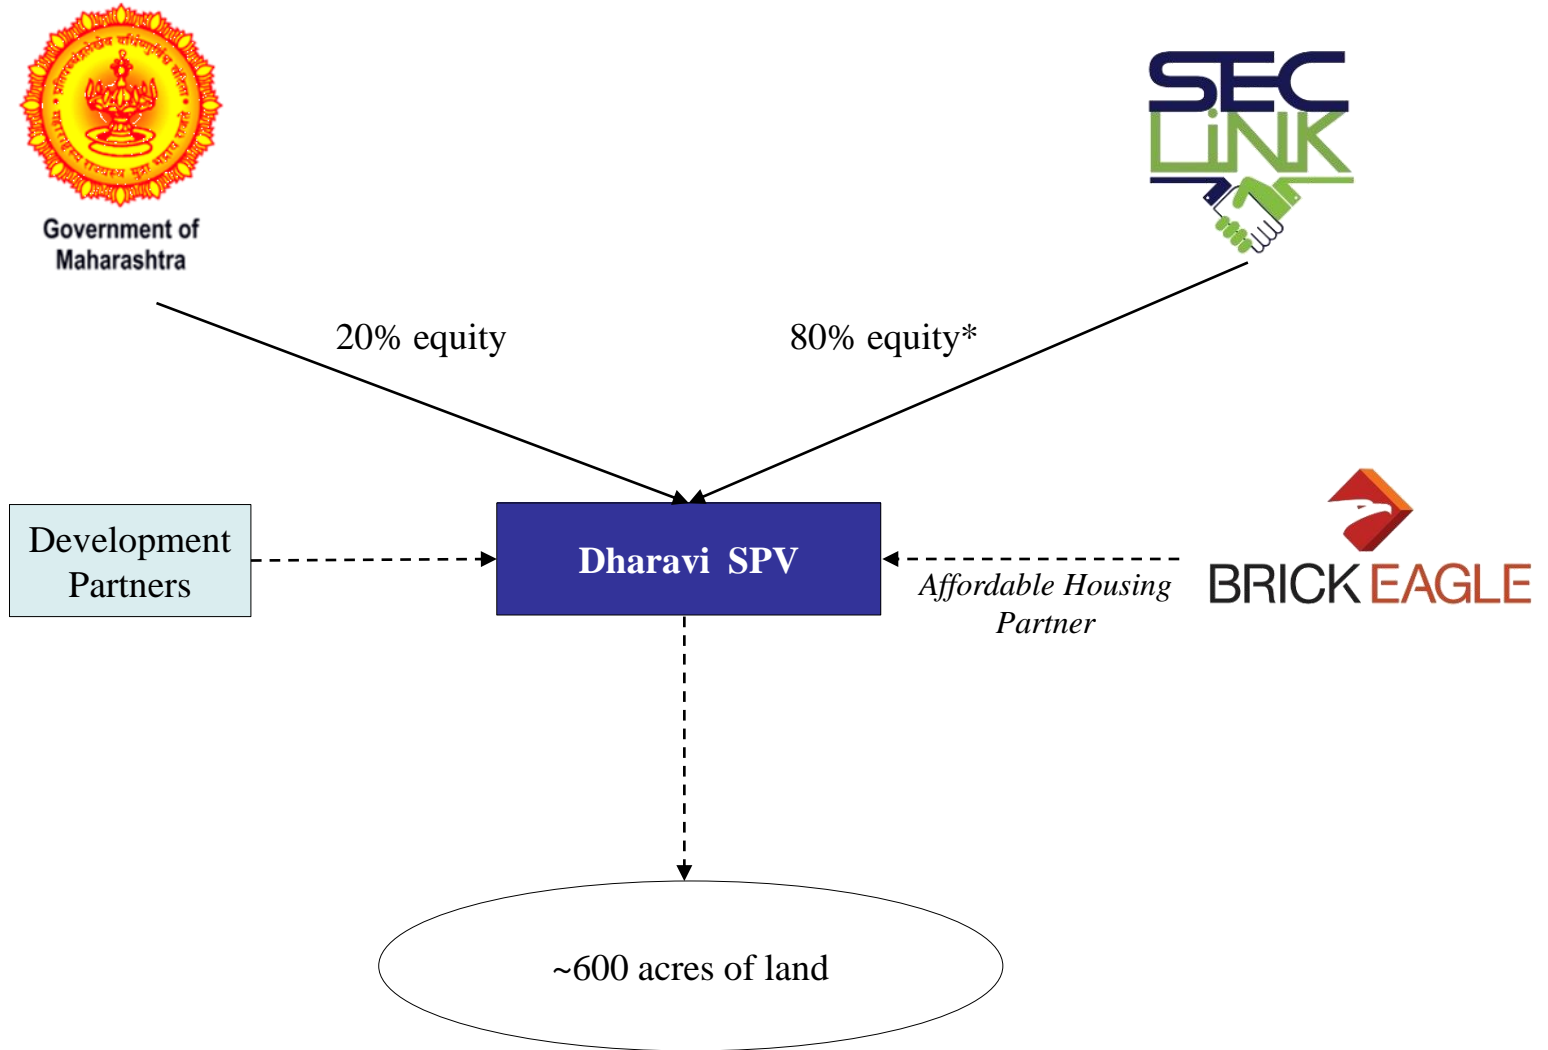 SEC
LiNK
Government of
Maharashtra
20% equity
80% equity*
Development
Partners
Dharavi SPV
Affordable Housing
Partner
BRICK EAGLE
~600 acres of land